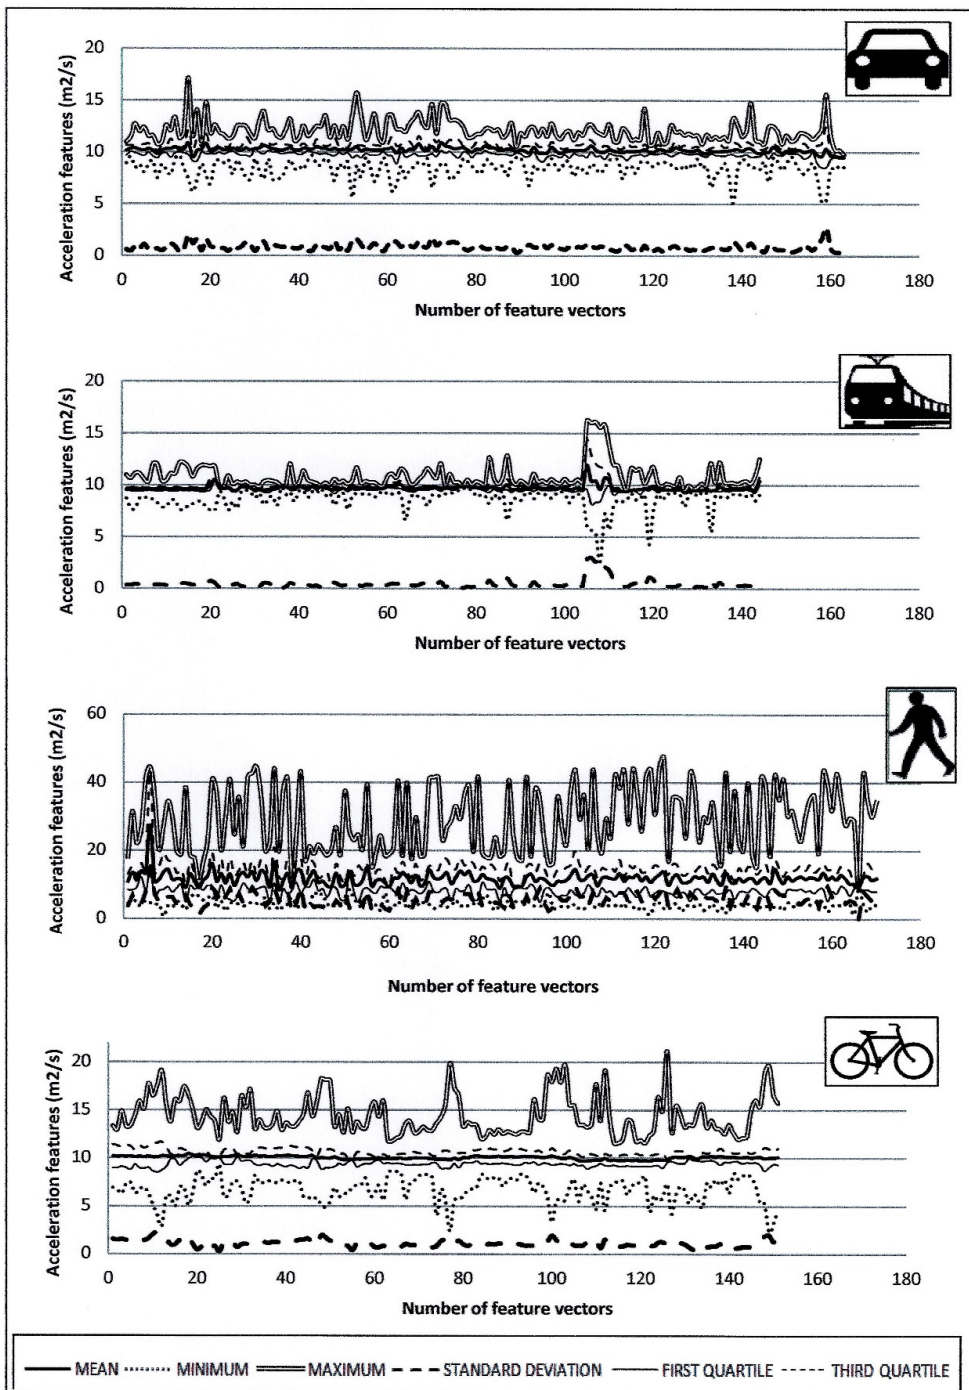 20
15
10
5
0
Acceleration features (m2/s)
0 20 40 60 80 100 120 140 160 180
Number of feature vectors
20
15
10
5
0
Acceleration features (m2/s)
0 20 40 60 80 100 120 140 160 180
Number of feature vectors
60
40
20
0
Acceleration features (m2/s)
0 20 40 60 80 100 120 140 160 180
Number of feature vectors
20
15
10
5
0
Acceleration features (m2/s)
0 20 40 60 80 100 120 140 160 180
Number of feature vectors
MEAN MINIMUM MAXIMUM STANDARD DEVIATION FIRST QUARTILE THIRD QUARTILE